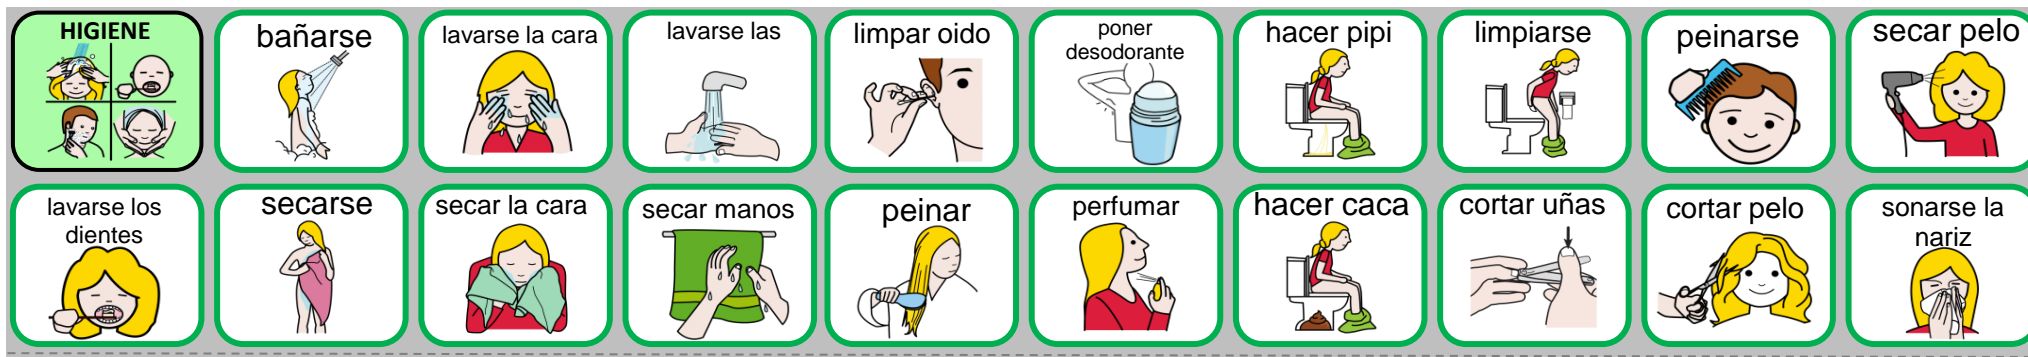 HIGIENE
bañarse
lavarse la cara
lavarse las
limpar oido
poner
desodorante
hacer pipi
limpiarse
peinarse
secar pelo
lavarse los
dientes
secarse
secar la cara
secar manos
peinar
perfumar
hacer caca
cortar uñas
cortar pelo
sonarse la
nariz